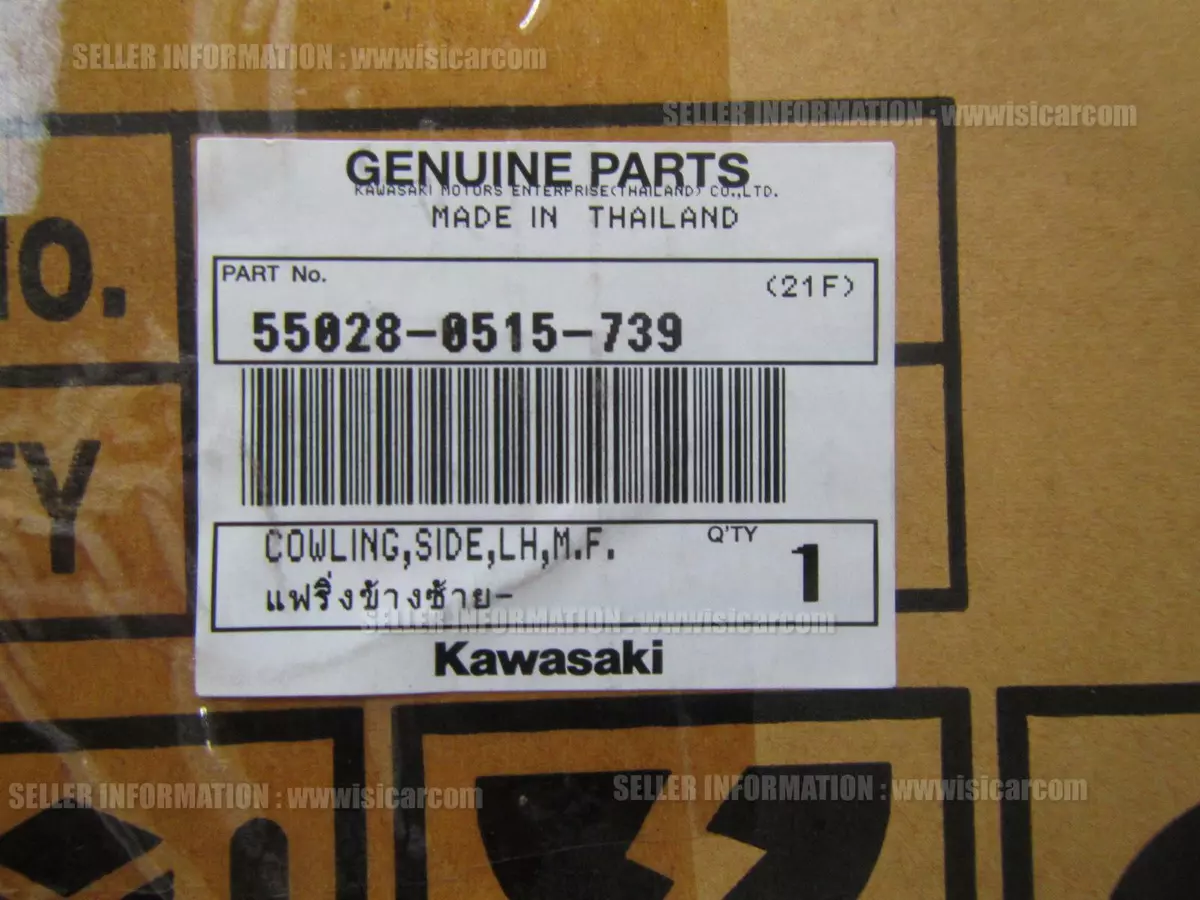 SELLER INFORMATION : wwwisicarcom
SELLER INFORMATION : wwwisicarcom
GENUINE PARTS
KAWASAKI MOTORS ENTERPRISE(THAILAND) CO.,LTD.
MADE IN THAILAND
NO.
PART No.
(21F)
55028-0515-739
TY
COWLING,SIDE,LH,M.F.
Q'TY
1
แฟริ่งข้างซ้าย-
SELLER INFORMATION : wwwisicarcom
Kawasaki
SELLER INFORMATION : wwwisicarcom
SELLER INFORMATION : wwwisicarcom